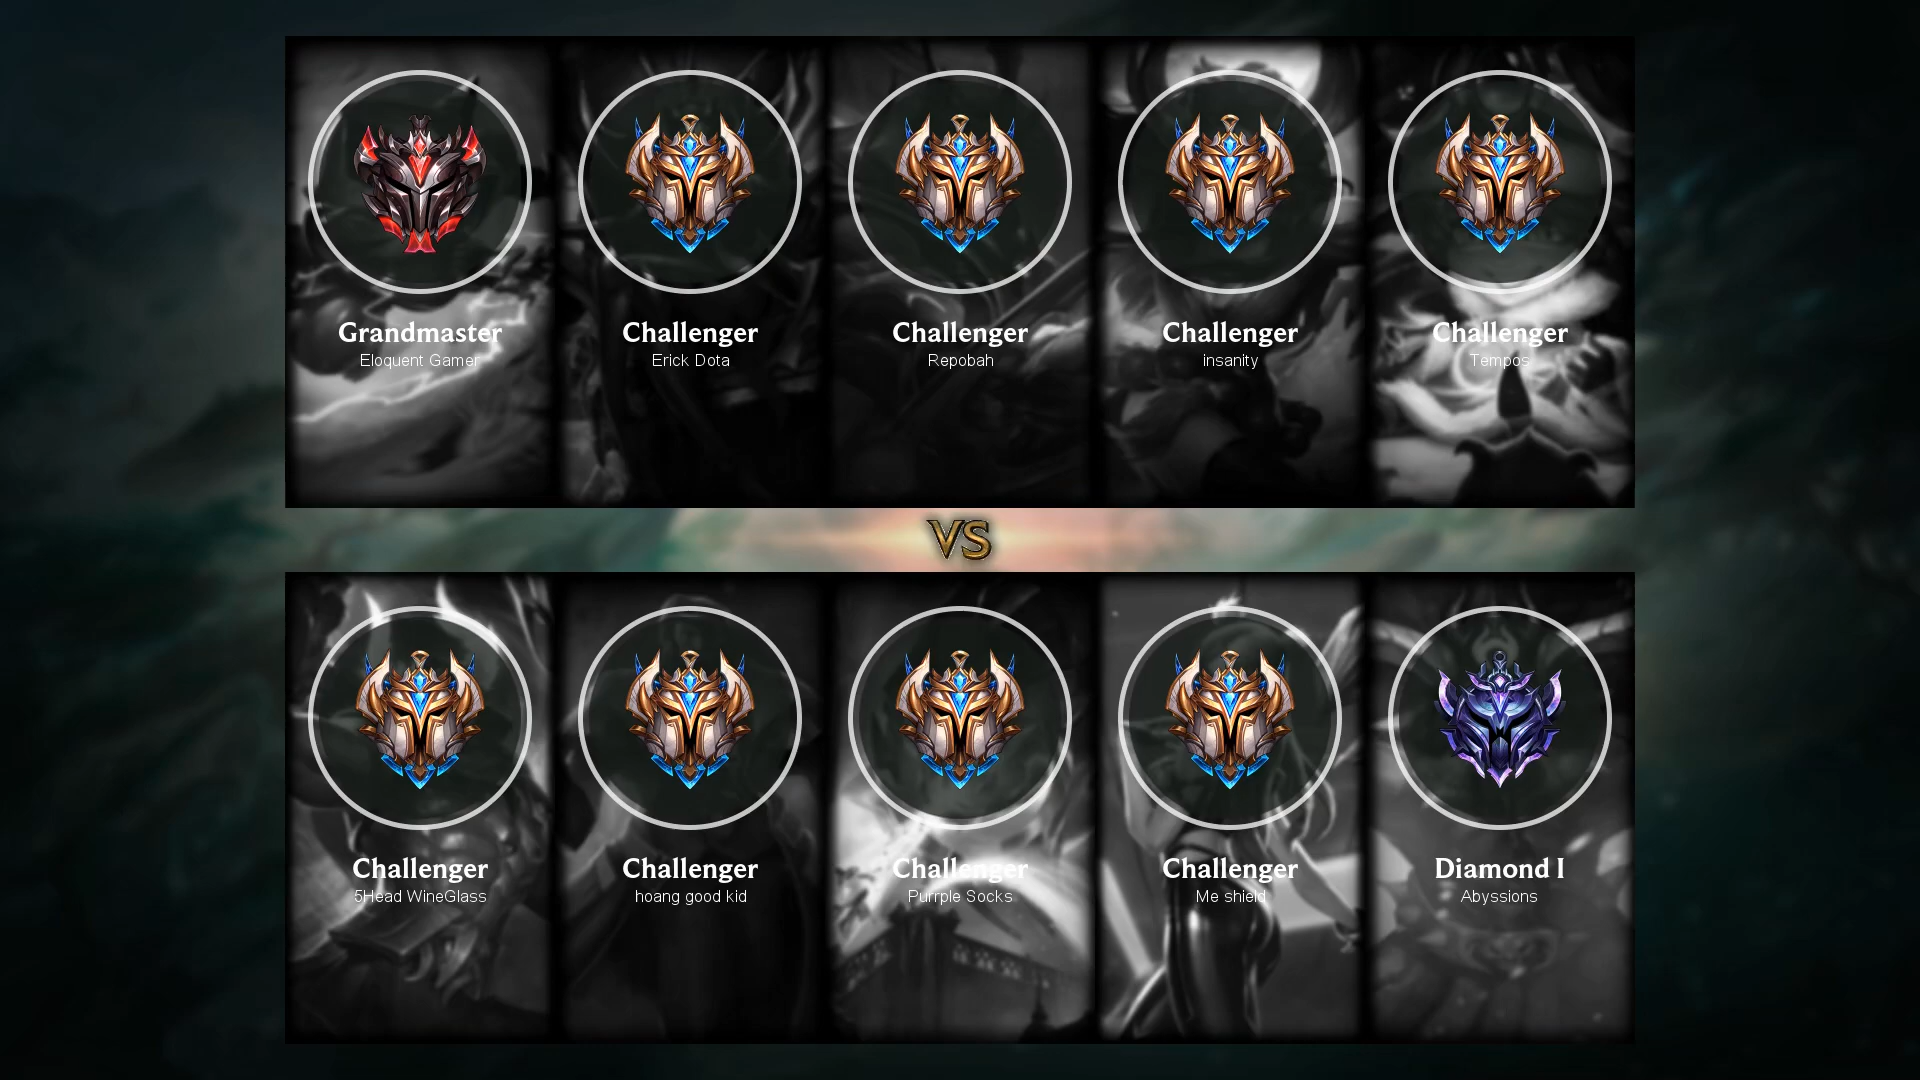 Grandmaster
Eloquent Gamer
Challenger
Erick Dota
Challenger
Repobah
Challenger
insanity
Challenger
Tempos
VS
Challenger
5Head WineGlass
Challenger
hoang good kid
Challenger
Purrple Socks
Challenger
Me shield
Diamond I
Abyssions